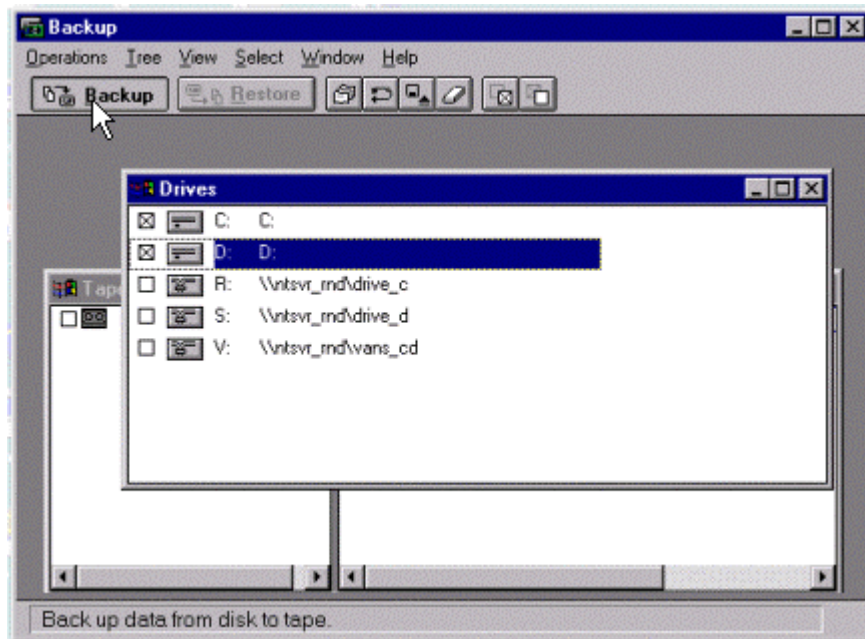 Backup
Operations Tree View Select Window Help
Backup Restore
Drives
C: C:
D: D:
Tape
R: \\ntsvr_rnd\drive_c
S: \\ntsvr_rnd\drive_d
V: \\ntsvr_rnd\vans_cd
Back up data from disk to tape.